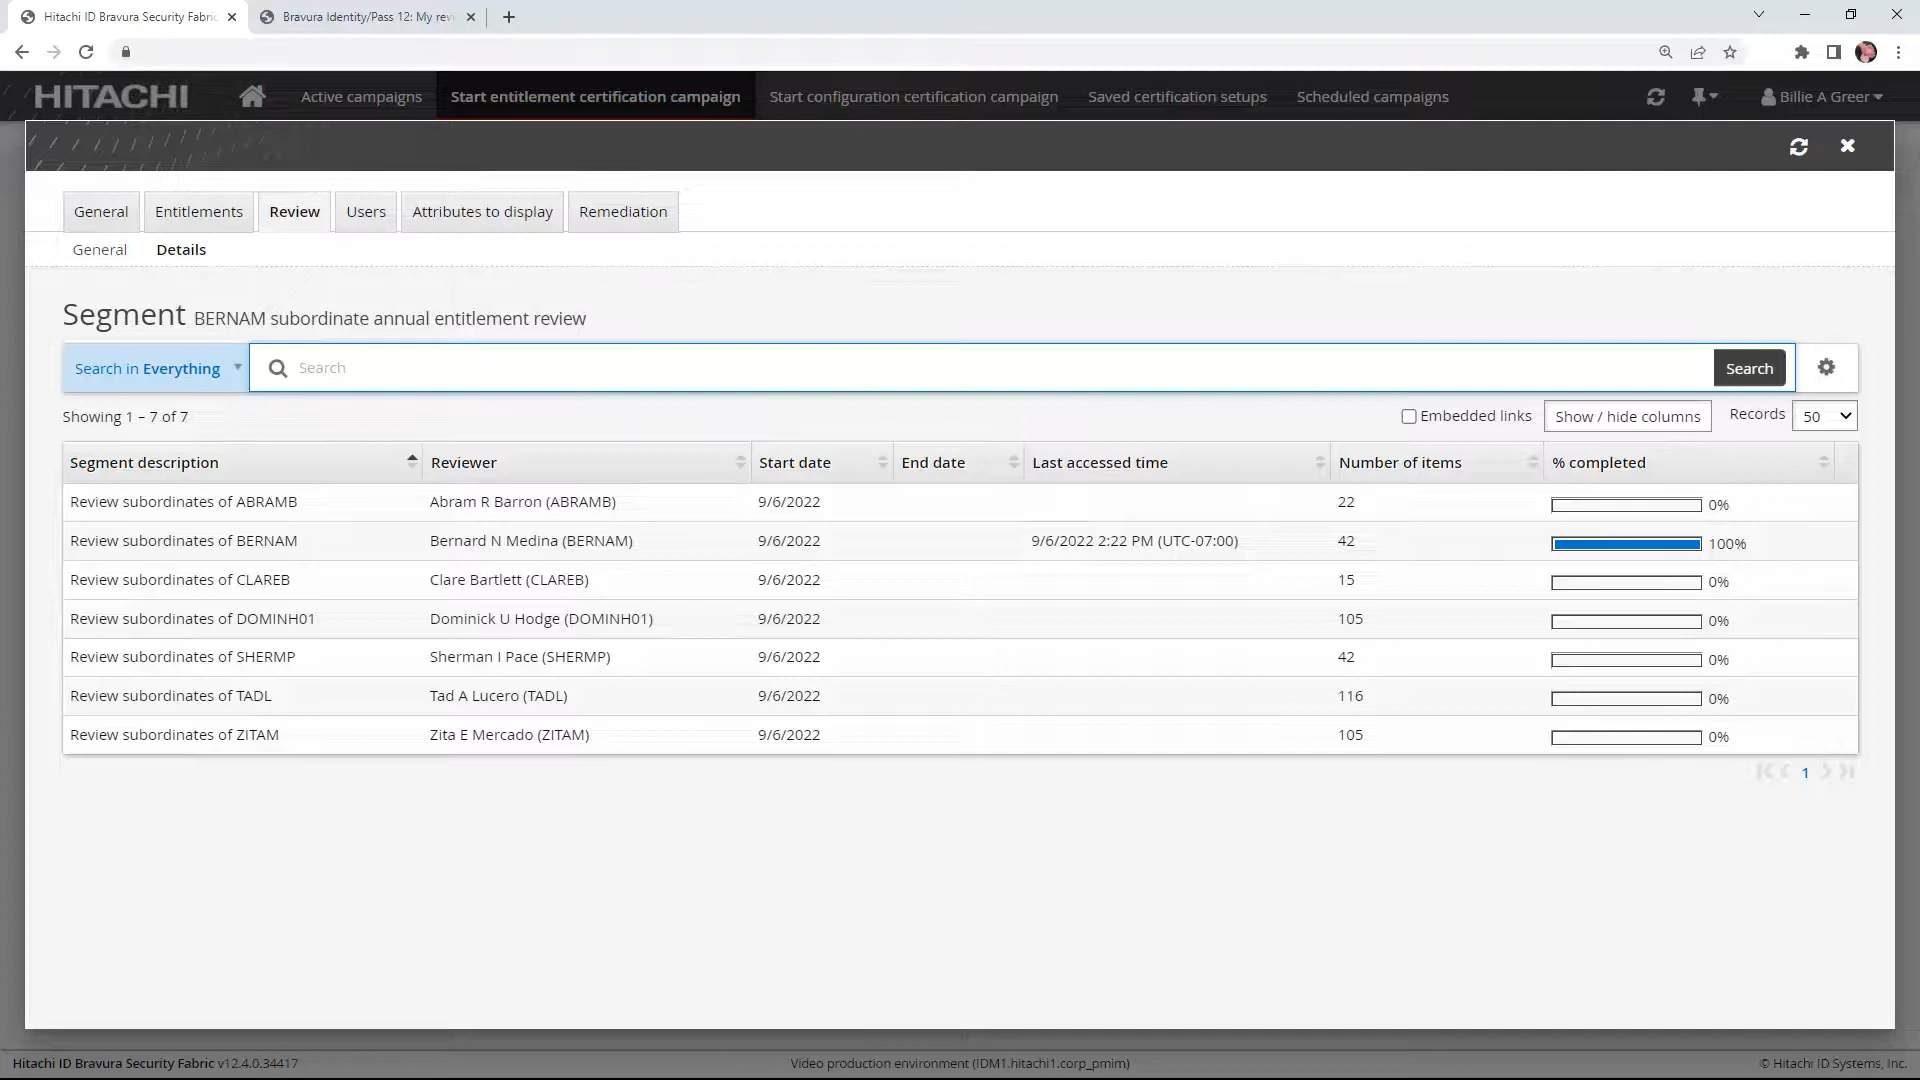 Hitachi ID Bravura Security Fabric
Bravura Identity/Pass 12: My rev
HITACHI
Active campaigns
Start entitlement certification campaign
Start configuration certification campaign
Saved certification setups
Scheduled campaigns
Billie A Greer
General
Entitlements
Review
Users
Attributes to display
Remediation
General
Details
Segment BERNAM subordinate annual entitlement review
Search in Everything
Search
Search
Showing 1 – 7 of 7
Embedded links
Show / hide columns
Records
50
Segment description Reviewer Start date End date Last accessed time Number of items % completed
Review subordinates of ABRAMB Abram R Barron (ABRAMB) 9/6/2022 22 0%
Review subordinates of BERNAM Bernard N Medina (BERNAM) 9/6/2022 9/6/2022 2:22 PM (UTC-07:00) 42 100%
Review subordinates of CLAREB Clare Bartlett (CLAREB) 9/6/2022 15 0%
Review subordinates of DOMINH01 Dominick U Hodge (DOMINH01) 9/6/2022 105 0%
Review subordinates of SHERMP Sherman I Pace (SHERMP) 9/6/2022 42 0%
Review subordinates of TADL Tad A Lucero (TADL) 9/6/2022 116 0%
Review subordinates of ZITAM Zita E Mercado (ZITAM) 9/6/2022 105 0%
1
Hitachi ID Bravura Security Fabric v12.4.0.34417
Video production environment (IDM1.hitachi1.corp_pmim)
© Hitachi ID Systems, Inc.